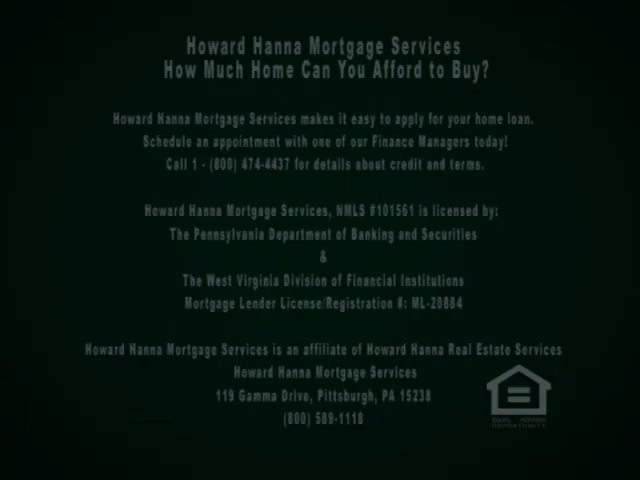 Howard Hanna Mortgage Services
How Much Home Can You Afford to Buy?
Howard Hanna Mortgage Services makes it easy to apply for your home loan.
Schedule an appointment with one of our Finance Managers today!
Call 1 - (800) 474-4437 for details about credit and terms.
Howard Hanna Mortgage Services, NMLS #101561 is licensed by:
The Pennsylvania Department of Banking and Securities
&
The West Virginia Division of Financial Institutions
Mortgage Lender License/Registration #: ML-20884
Howard Hanna Mortgage Services is an affiliate of Howard Hanna Real Estate Services
Howard Hanna Mortgage Services
119 Gamma Drive, Pittsburgh, PA 15238
(800) 589-1118
EQUAL HOUSING
OPPORTUNITY